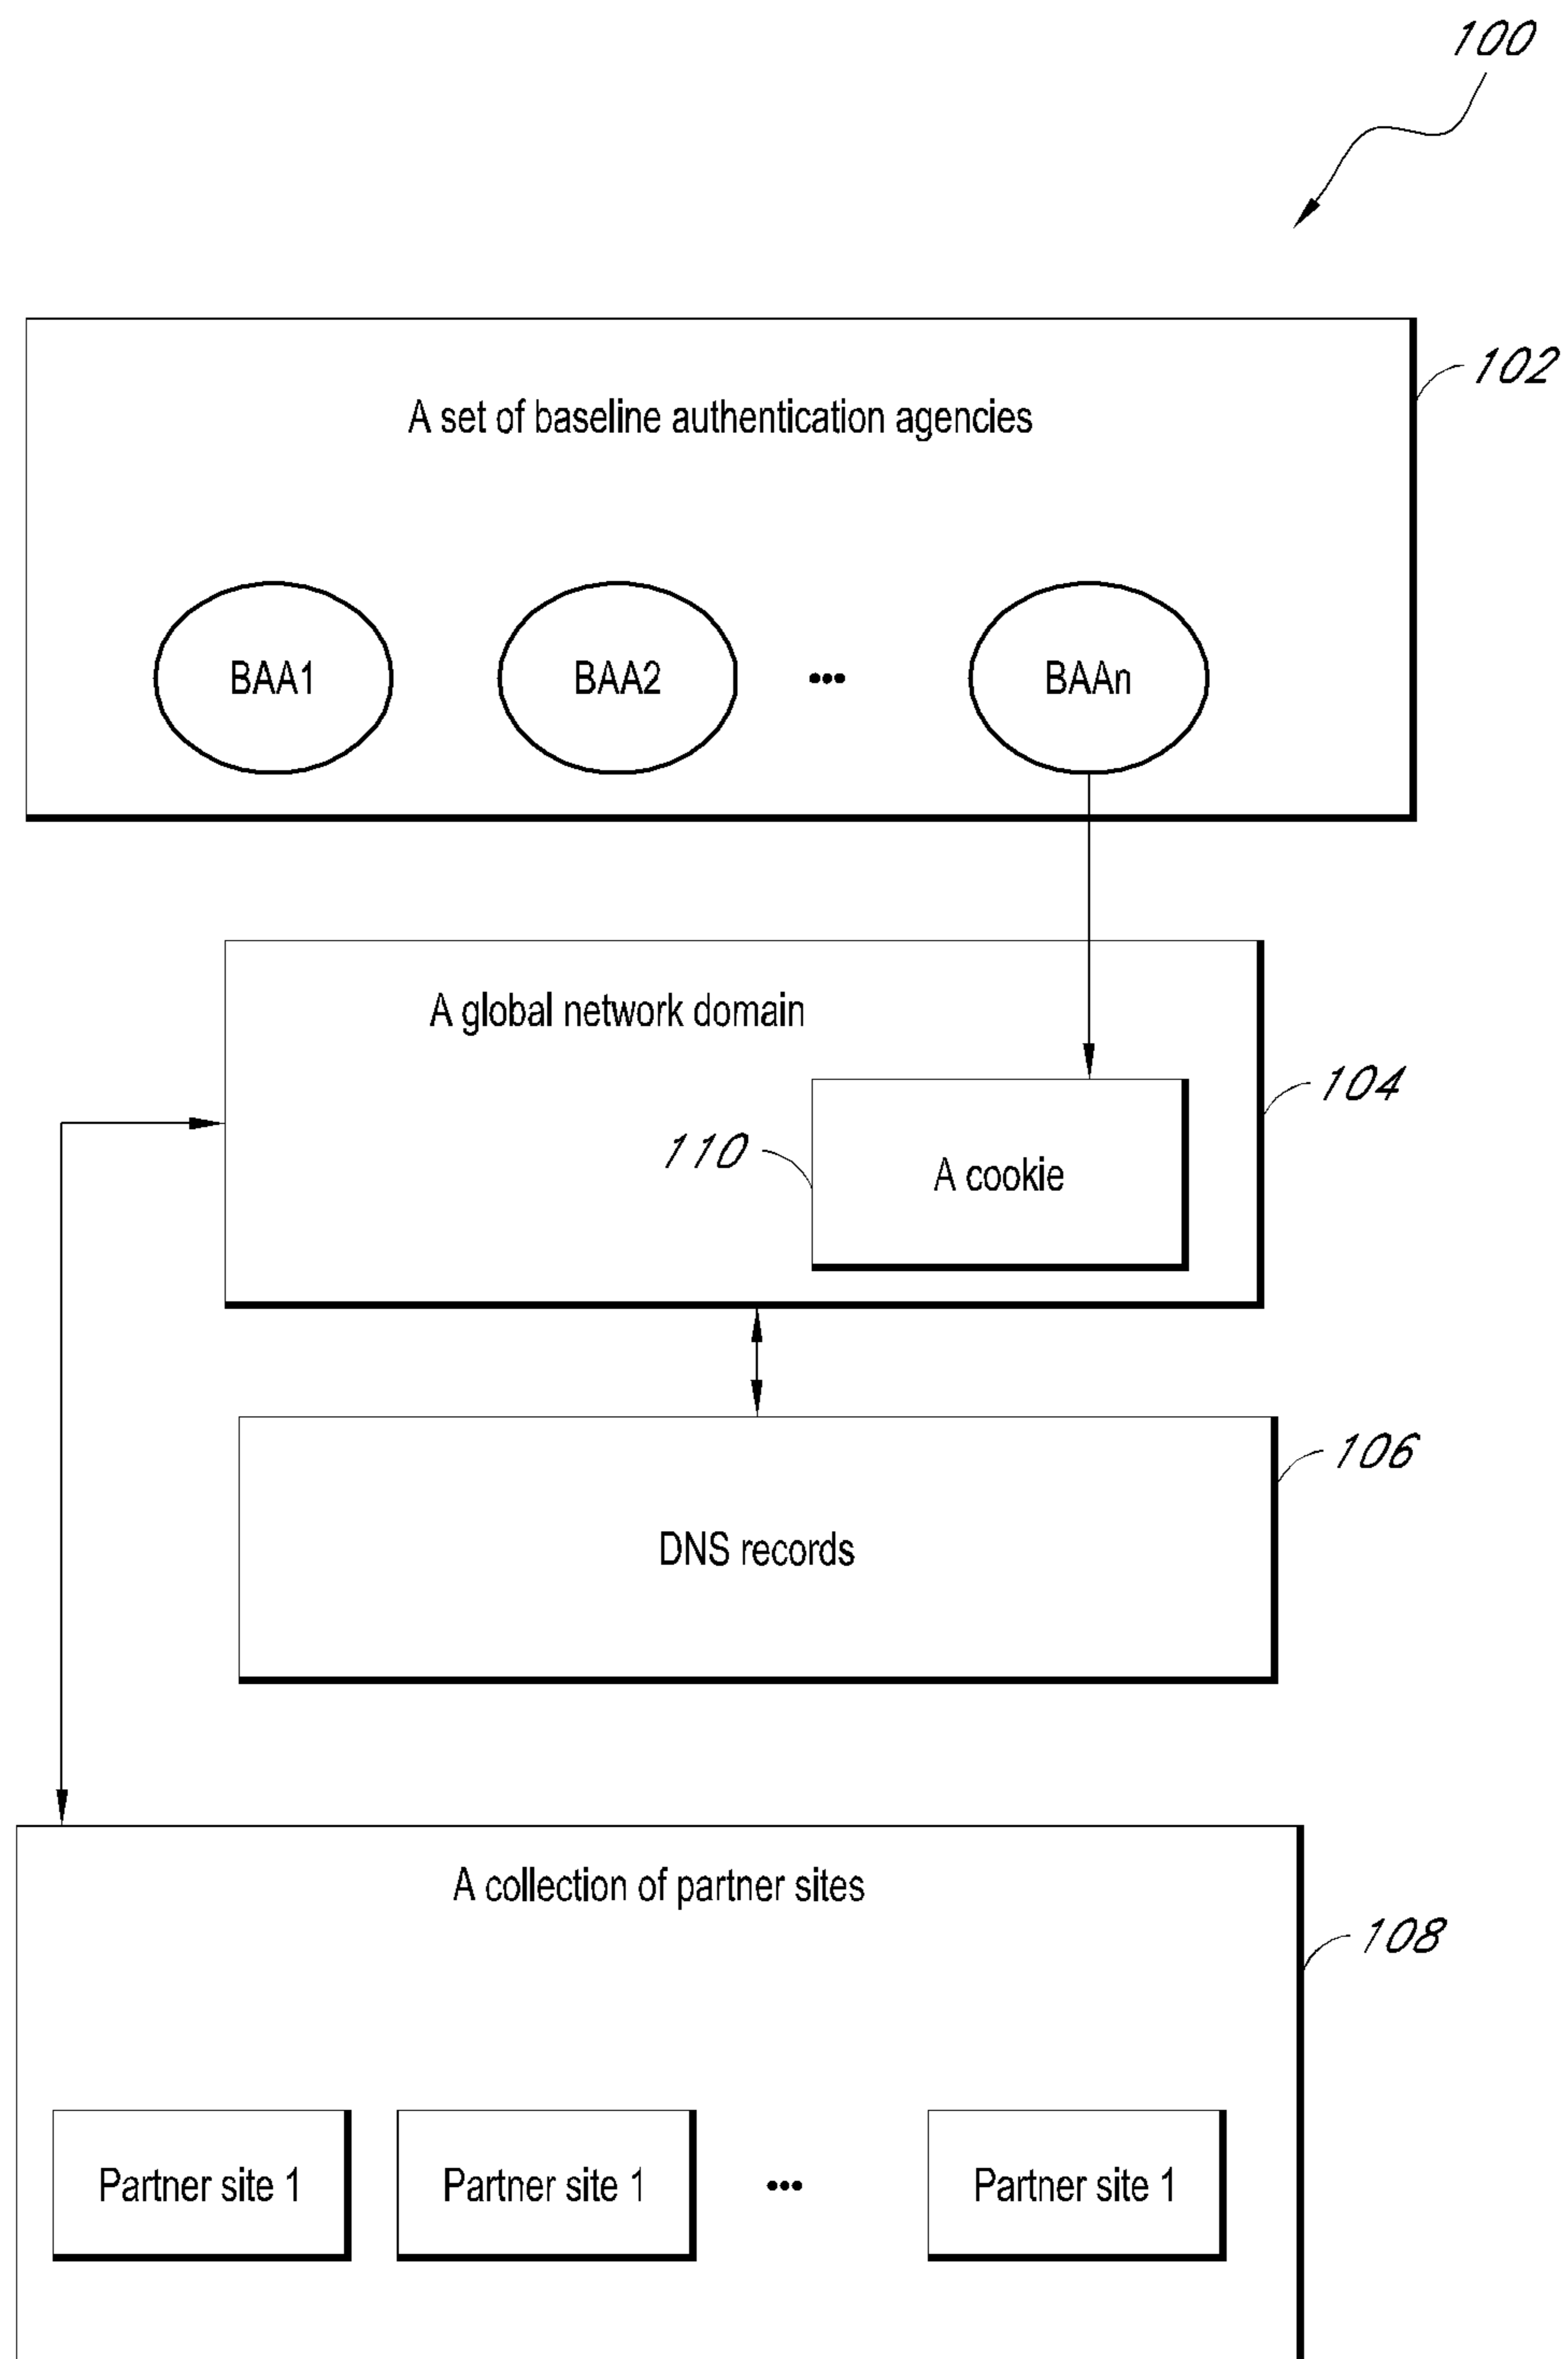 100
102
A set of baseline authentication agencies
BAA1 BAA2 ••• BAAn
A global network domain
104
110
A cookie
106
DNS records
A collection of partner sites
108
Partner site 1 Partner site 1 ••• Partner site 1